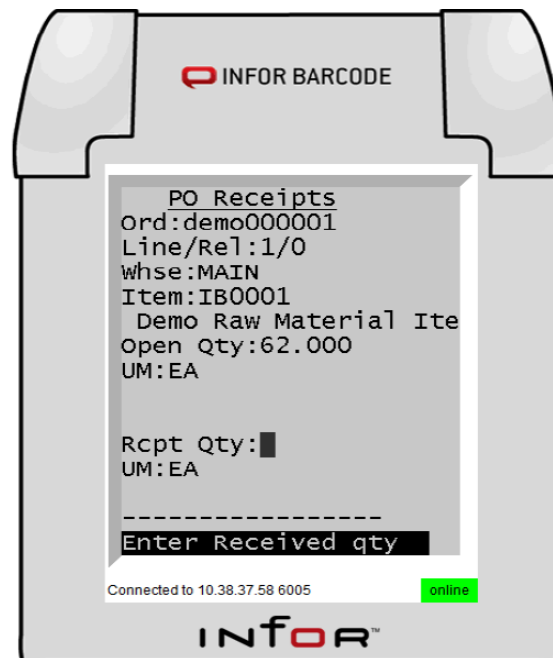 INFOR BARCODE
PO Receipts
Ord:demo000001
Line/Rel:1/0
Whse:MAIN
Item:IB0001
Demo Raw Material Ite
Open Qty:62.000
UM:EA
Rcpt Qty:
UM:EA
-----------------
Enter Received qty
Connected to 10.38.37.58 6005 online
infor™